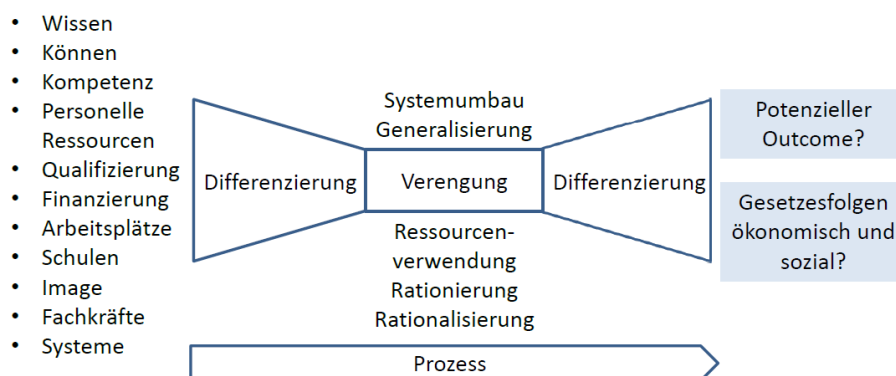 • Wissen
• Können
• Kompetenz
• Personelle
Ressourcen
• Qualifizierung
• Finanzierung
• Arbeitsplätze
• Schulen
• Image
• Fachkräfte
• Systeme
Differenzierung
Systemumbau
Generalisierung
Verengung
Ressourcen-
verwendung
Rationierung
Rationalisierung
Differenzierung
Potenzieller
Outcome?
Gesetzesfolgen
ökonomisch und
sozial?
Prozess